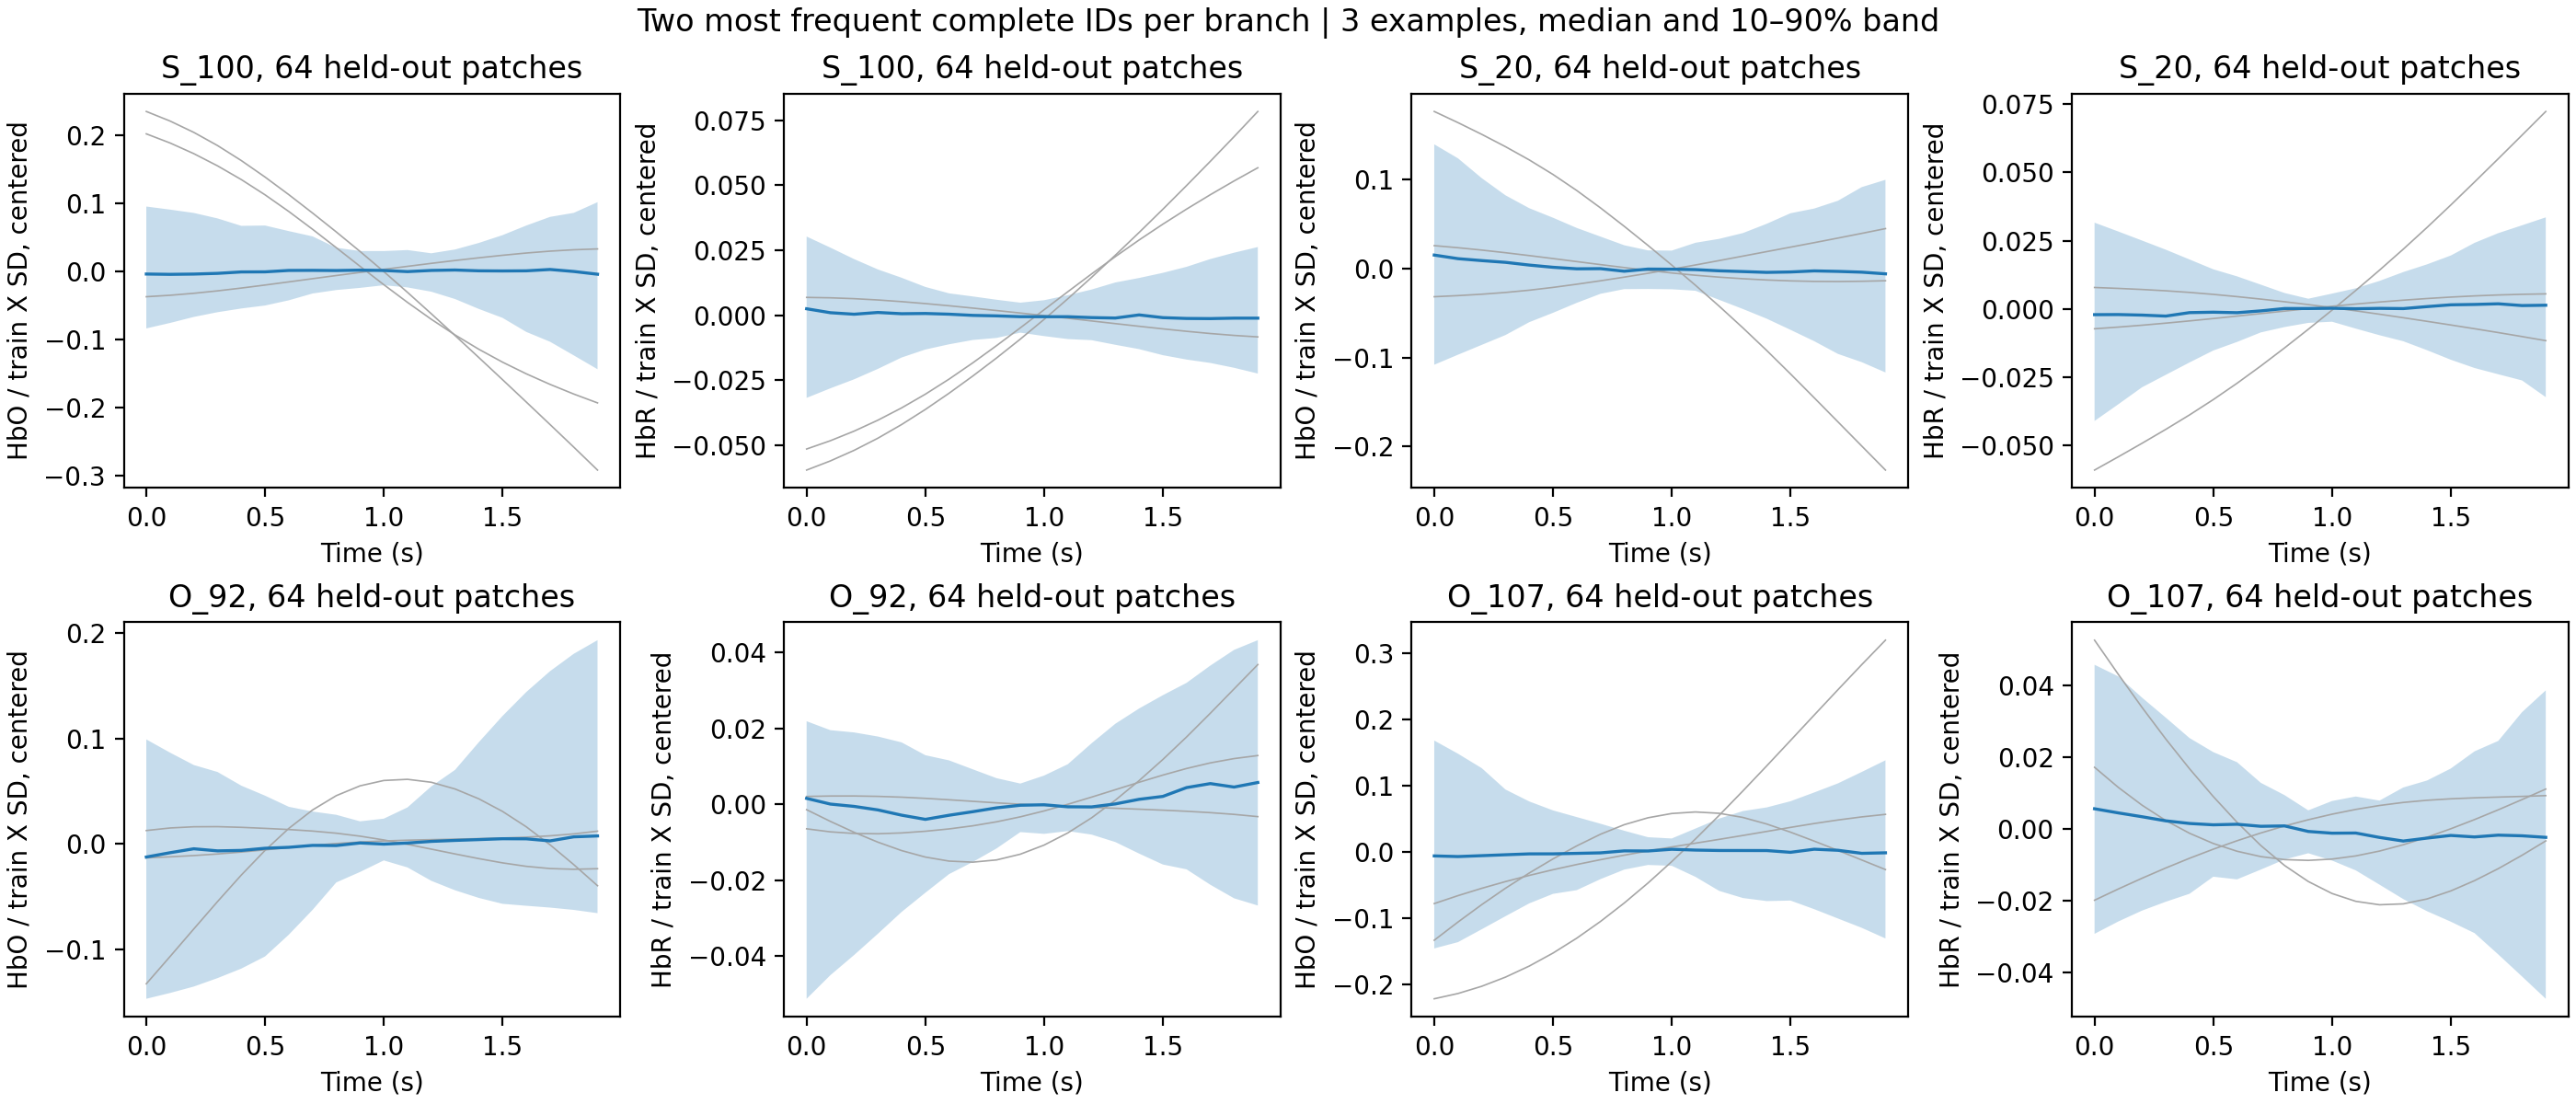 Two most frequent complete IDs per branch | 3 examples, median and 10–90% band
S_100, 64 held-out patches
HbO / train X SD, centered
0.2
0.1
0.0
−0.1
−0.2
−0.3
0.0 0.5 1.0 1.5
Time (s)
S_100, 64 held-out patches
HbR / train X SD, centered
0.075
0.050
0.025
0.000
−0.025
−0.050
0.0 0.5 1.0 1.5
Time (s)
S_20, 64 held-out patches
HbO / train X SD, centered
0.1
0.0
−0.1
−0.2
0.0 0.5 1.0 1.5
Time (s)
S_20, 64 held-out patches
HbR / train X SD, centered
0.075
0.050
0.025
0.000
−0.025
−0.050
0.0 0.5 1.0 1.5
Time (s)
O_92, 64 held-out patches
HbO / train X SD, centered
0.2
0.1
0.0
−0.1
0.0 0.5 1.0 1.5
Time (s)
O_92, 64 held-out patches
HbR / train X SD, centered
0.04
0.02
0.00
−0.02
−0.04
0.0 0.5 1.0 1.5
Time (s)
O_107, 64 held-out patches
HbO / train X SD, centered
0.3
0.2
0.1
0.0
−0.1
−0.2
0.0 0.5 1.0 1.5
Time (s)
O_107, 64 held-out patches
HbR / train X SD, centered
0.04
0.02
0.00
−0.02
−0.04
0.0 0.5 1.0 1.5
Time (s)